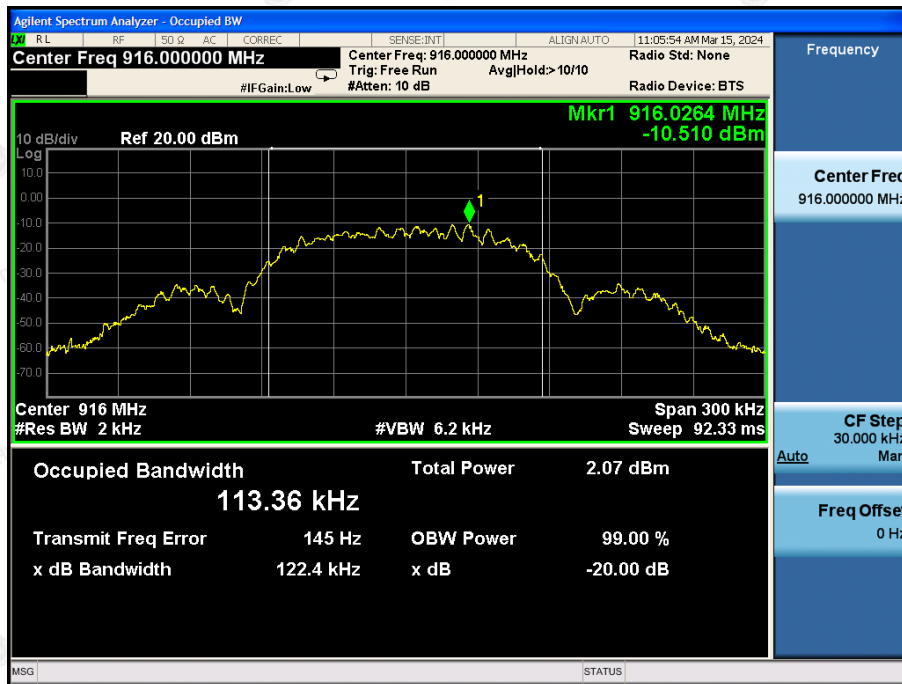 Agilent Spectrum Analyzer - Occupied BW
LXI RL RF 50 Ω AC CORREC SENSE:INT ALIGN AUTO 11:05:54 AM Mar 15, 2024
Center Freq 916.000000 MHz
Center Freq: 916.000000 MHz
Radio Std: None
Trig: Free Run
Avg|Hold:>10/10
#IFGain:Low
#Atten: 10 dB
Radio Device: BTS
Frequency
Mkr1 916.0264 MHz
-10.510 dBm
10 dB/div
Ref 20.00 dBm
Log
10.0
0.00
-10.0
-20.0
-30.0
-40.0
-50.0
-60.0
-70.0
1
Center 916 MHz
Span 300 kHz
#Res BW 2 kHz
#VBW 6.2 kHz
Sweep 92.33 ms
Occupied Bandwidth
113.36 kHz
Total Power 2.07 dBm
Transmit Freq Error 145 Hz
OBW Power 99.00 %
x dB Bandwidth 122.4 kHz
x dB -20.00 dB
Center Freq
916.000000 MHz
CF Step
30.000 kHz
Auto Man
Freq Offset
0 Hz
MSG
STATUS